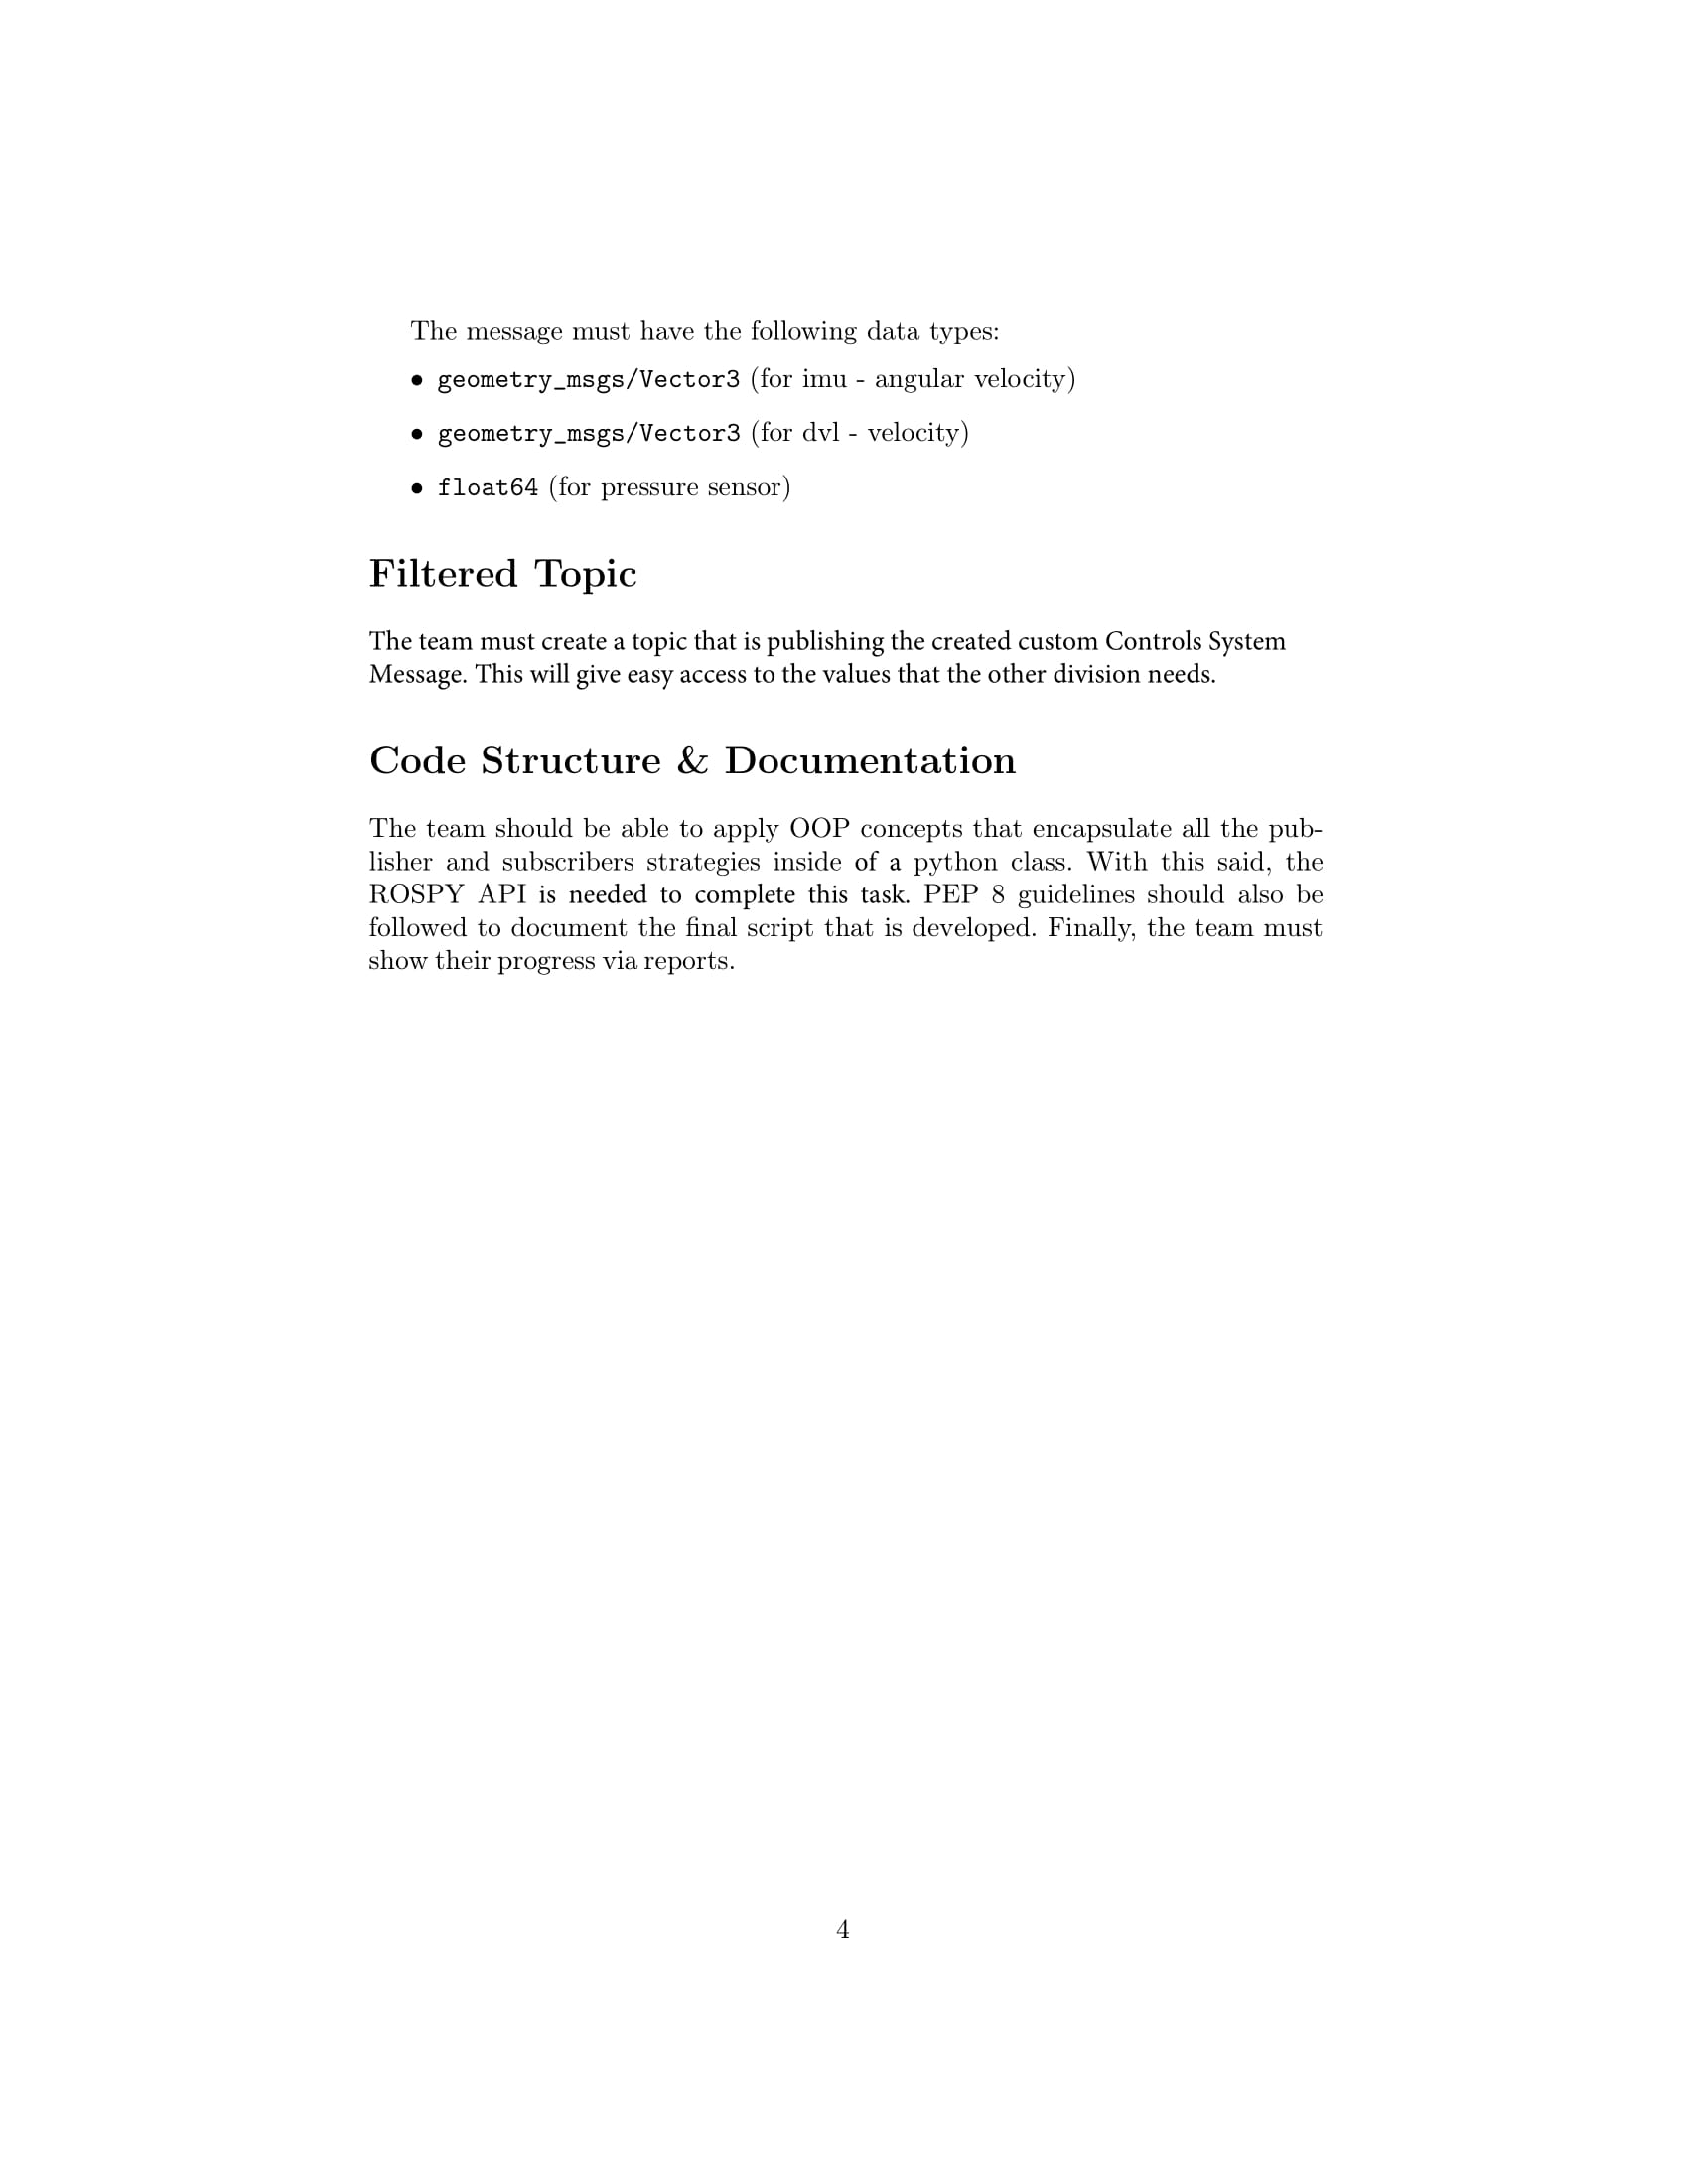 The message must have the following data types:
• geometry_msgs/Vector3 (for imu - angular velocity)
• geometry_msgs/Vector3 (for dvl - velocity)
• float64 (for pressure sensor)
Filtered Topic
The team must create a topic that is publishing the created custom Controls System
Message. This will give easy access to the values that the other division needs.
Code Structure & Documentation
The team should be able to apply OOP concepts that encapsulate all the pub-
lisher and subscribers strategies inside of a python class. With this said, the
ROSPY API is needed to complete this task. PEP 8 guidelines should also be
followed to document the final script that is developed. Finally, the team must
show their progress via reports.
4